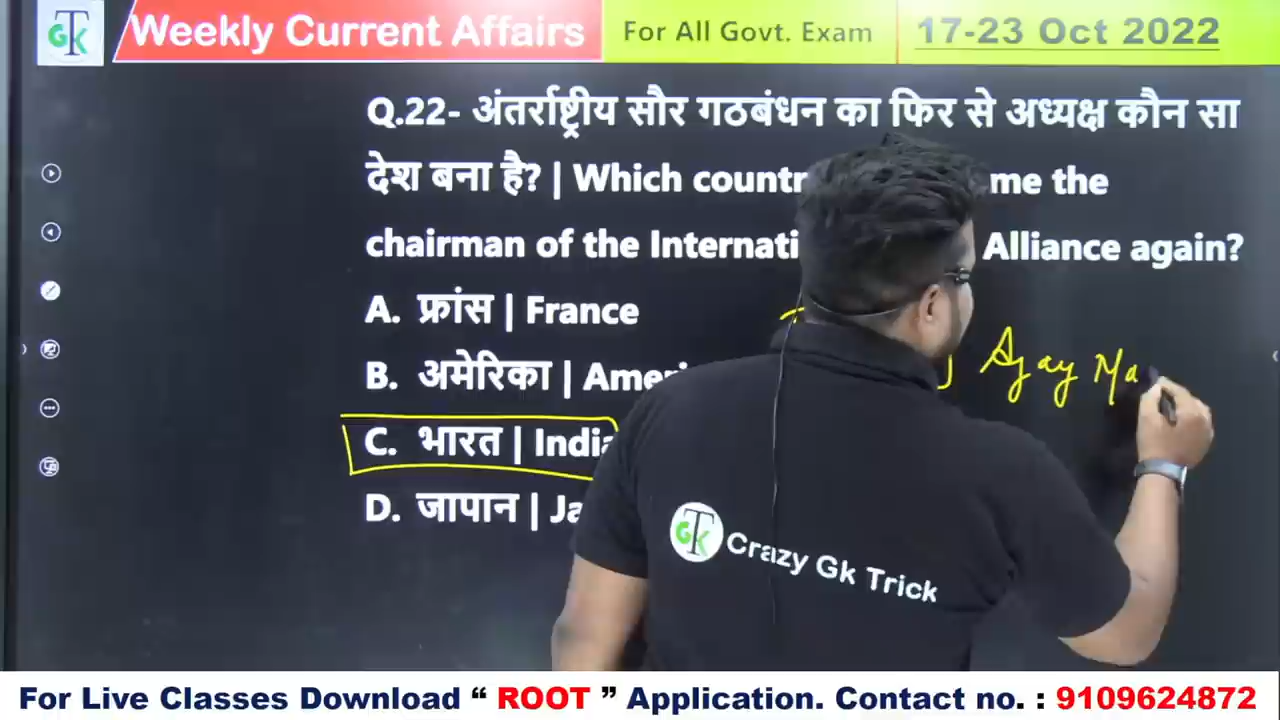 GTK Weekly Current Affairs For All Govt. Exam 17-23 Oct 2022
Q.22- अंतर्राष्ट्रीय सौर गठबंधन का फिर से अध्यक्ष कौन सा
देश बना है? | Which countr me the
chairman of the Internati Alliance again?
A. फ्रांस | France
B. अमेरिका | Ameri
C. भारत | India
D. जापान | Ja
Ajay Ma
GTK Crazy Gk Trick
For Live Classes Download “ ROOT ” Application. Contact no. : 9109624872